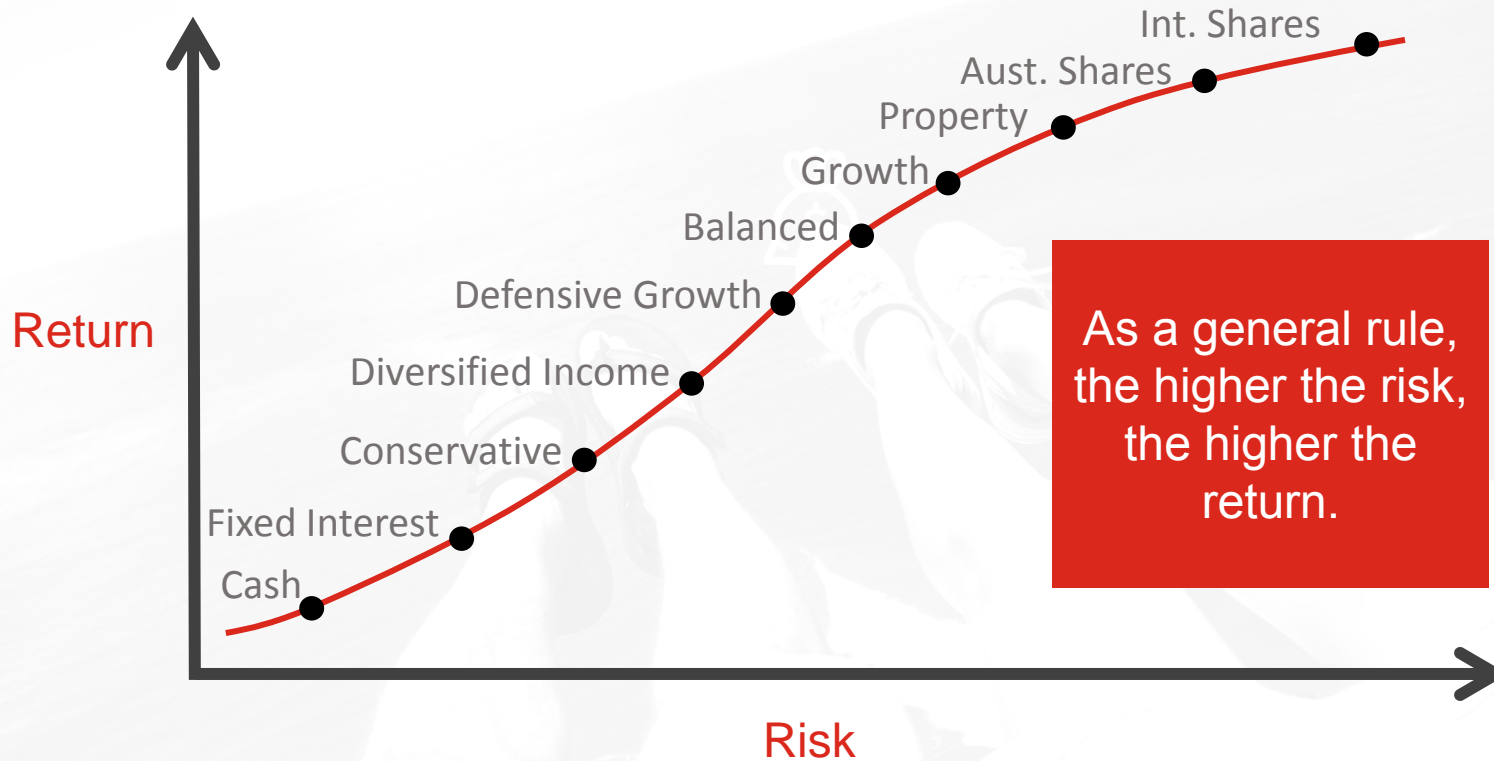 Int. Shares
Aust. Shares
Property
Growth
Balanced
Defensive Growth
Return
Diversified Income
Conservative
Fixed Interest
Cash
As a general rule,
the higher the risk,
the higher the
return.
Risk